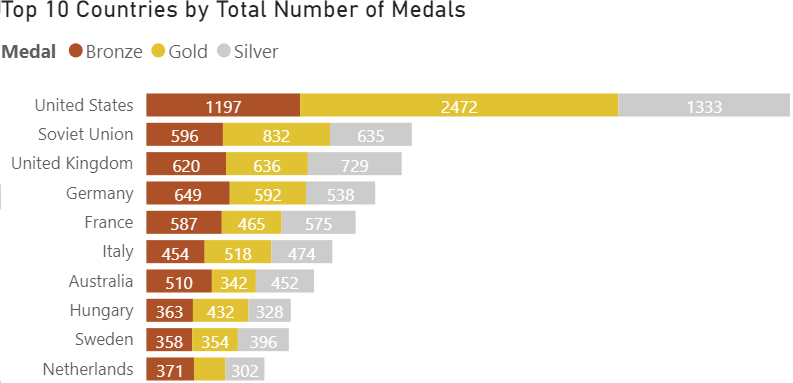 Top 10 Countries by Total Number of Medals
Medal Bronze Gold Silver
United States 1197 2472 1333
Soviet Union 596 832 635
United Kingdom 620 636 729
Germany 649 592 538
France 587 465 575
Italy 454 518 474
Australia 510 342 452
Hungary 363 432 328
Sweden 358 354 396
Netherlands 371 302